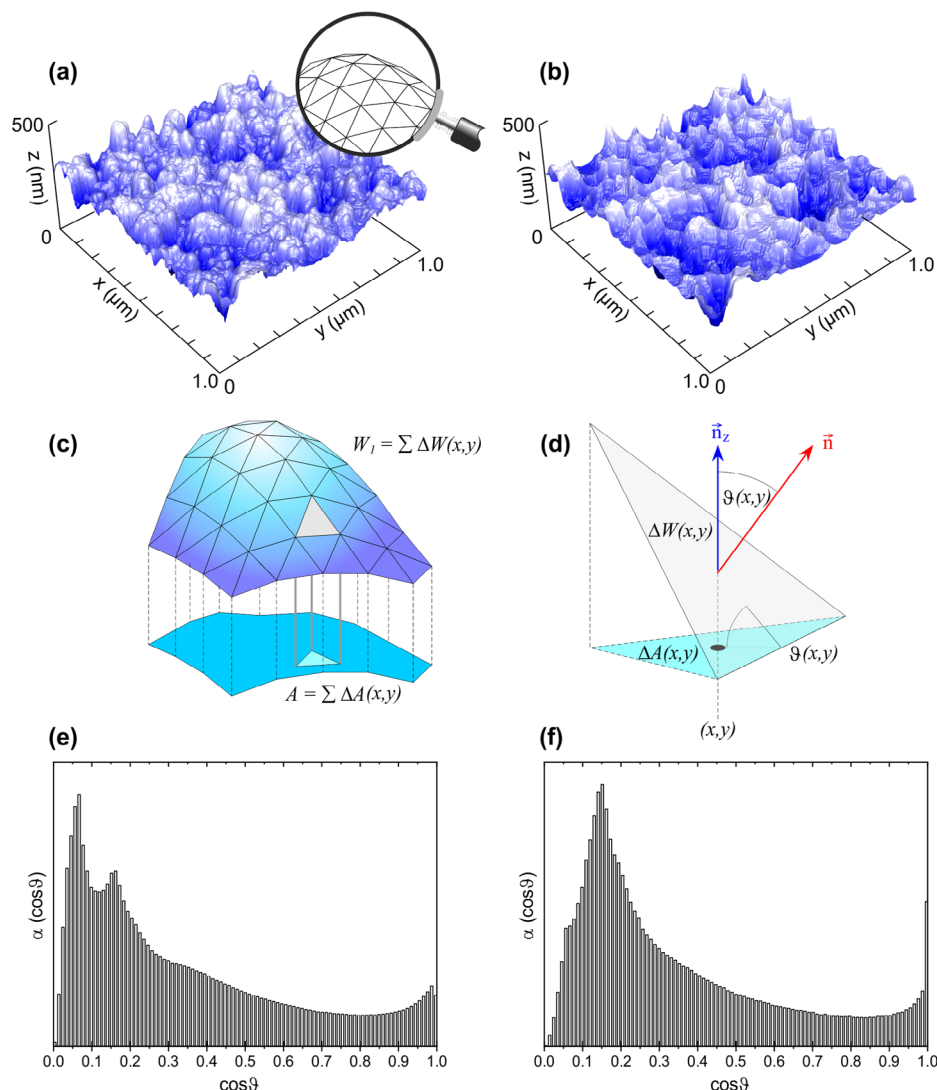 (a)
500
z (nm)
0
x (µm)
1.0
0
y (µm)
1.0
(b)
500
z (nm)
0
x (µm)
1.0
0
y (µm)
1.0
(c)
W₁ = ∑ ΔW(x,y)
A = ∑ ΔA(x,y)
(d)
n⃗z
n⃗
ϑ(x,y)
ΔW(x,y)
ΔA(x,y)
ϑ(x,y)
(x,y)
(e)
α (cosϑ)
0.0 0.1 0.2 0.3 0.4 0.5 0.6 0.7 0.8 0.9 1.0
cosϑ
(f)
α (cosϑ)
0.0 0.1 0.2 0.3 0.4 0.5 0.6 0.7 0.8 0.9 1.0
cosϑ